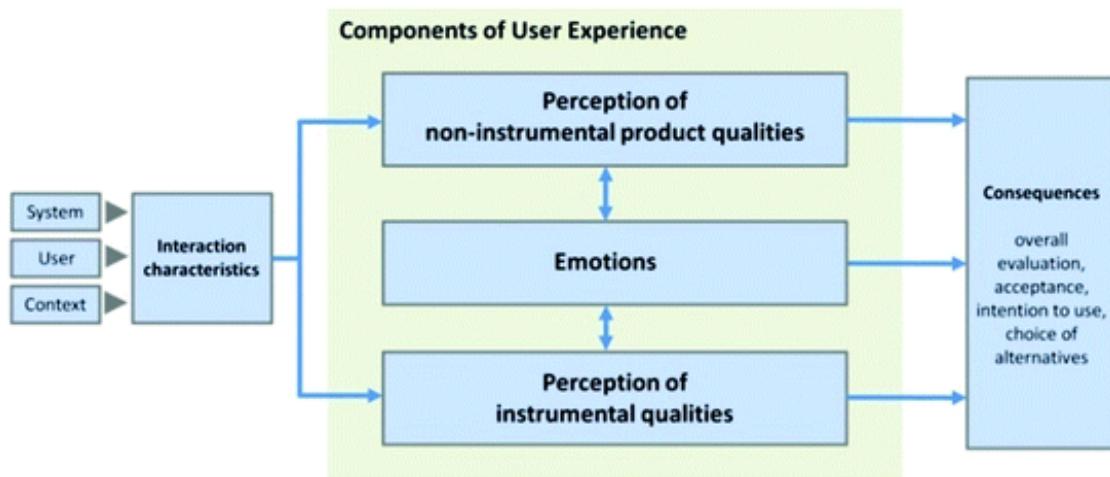 Components of User Experience
Perception of
non-instrumental product qualities
System
User
Context
Interaction
characteristics
Emotions
Perception of
instrumental qualities
Consequences
overall
evaluation,
acceptance,
intention to use,
choice of
alternatives